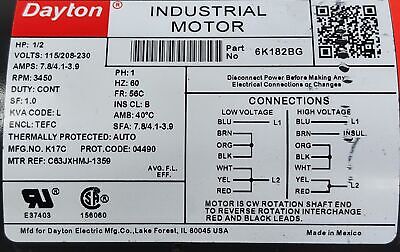 Dayton®
INDUSTRIAL
MOTOR
Part No 6K182BG
HP: 1/2
VOLTS: 115/208-230
AMPS: 7.8/4.1-3.9
RPM: 3450
PH: 1
HZ: 60
DUTY: CONT
FR: 56C
SF: 1.0
INS CL: B
KVA CODE: L
AMB: 40°C
ENCL: TEFC
SFA: 7.8/4.1-3.9
THERMALLY PROTECTED: AUTO
MFG.NO. K17C
PROT.CODE: 04490
MTR REF: C63JXHMJ-1359
AVG.F.L.
EFF.
E37403
SA
156060
Disconnect Power Before Making Any
Electrical Connections or Changes
CONNECTIONS
LOW VOLTAGE
HIGH VOLTAGE
BLU L1
BRN
ORG
BLK
WHT
YEL L2
RED
BLU L1
BRN INSUL.
ORG
BLK
WHT
YEL L2
RED
MOTOR IS CW ROTATION SHAFT END
TO REVERSE ROTATION INTERCHANGE
RED AND BLACK LEADS.
Mfd for Dayton Electric Mfg.Co., Lake Forest, IL 60045 USA
Made in Mexico